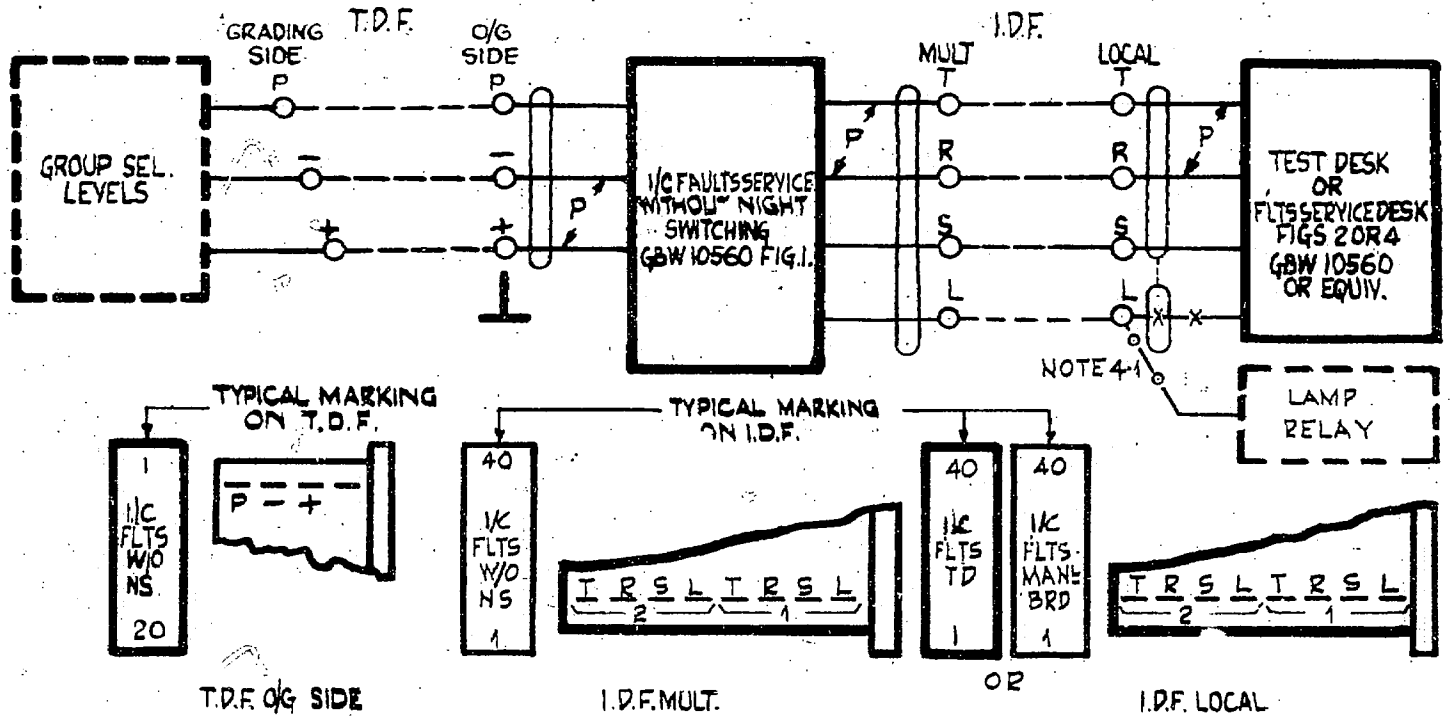 T.D.F.
I.D.F.
GRADING
SIDE
P
O/G
SIDE
P
MULT
T
LOCAL
T
GROUP SEL.
LEVELS
−
+
−
+
P
I/C FAULTS SERVICE
WITHOUT NIGHT
SWITCHING
GBW 10560 FIG.1.
P
R
S
L
R
S
L
P
X X
TEST DESK
OR
FLTS SERVICE DESK
FIGS 2 OR 4
GBW 10560
OR EQUIV.
NOTE 4.1
LAMP
RELAY
TYPICAL MARKING
ON T.D.F.
TYPICAL MARKING
ON I.D.F.
1
I/C
FLTS
W/O
NS
20
P − +
40
I/C
FLTS
W/O
NS
1
T R S L T R S L
2 1
40
I/C
FLTS
TD
1
40
I/C
FLTS
MANL
BRD
1
OR
T R S L T R S L
2 1
T.D.F. O/G SIDE
I.D.F. MULT.
I.D.F. LOCAL